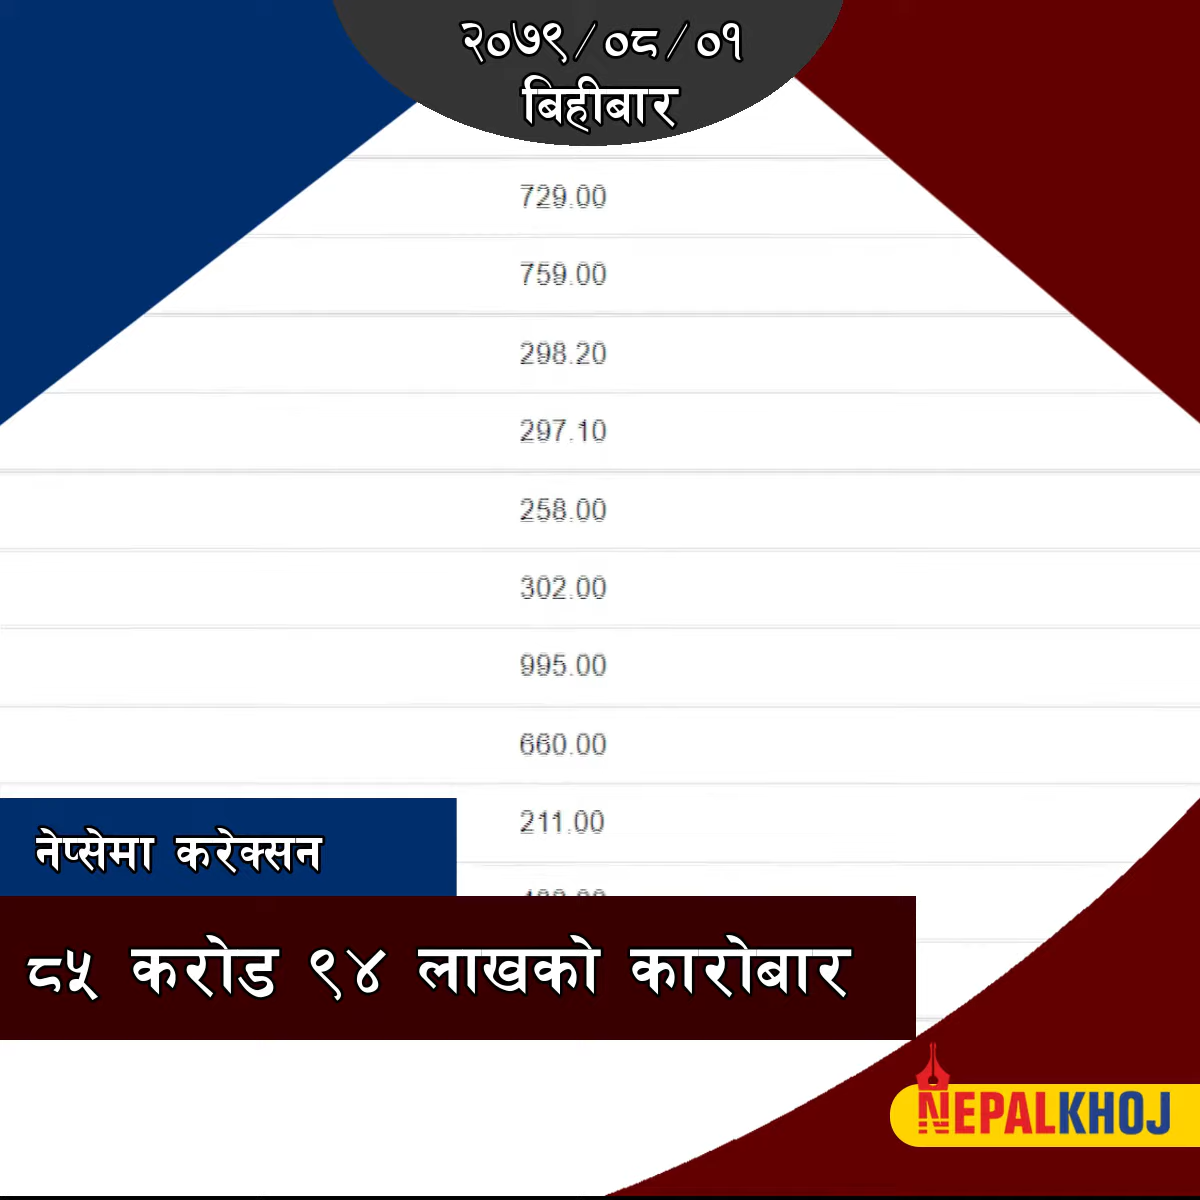 २०७९/०८/०१
बिहीबार
729.00
759.00
298.20
297.10
258.00
302.00
995.00
660.00
211.00
नेप्सेमा करेक्सन
८५ करोड ९४ लाखको कारोबार
NEPALKHOJ